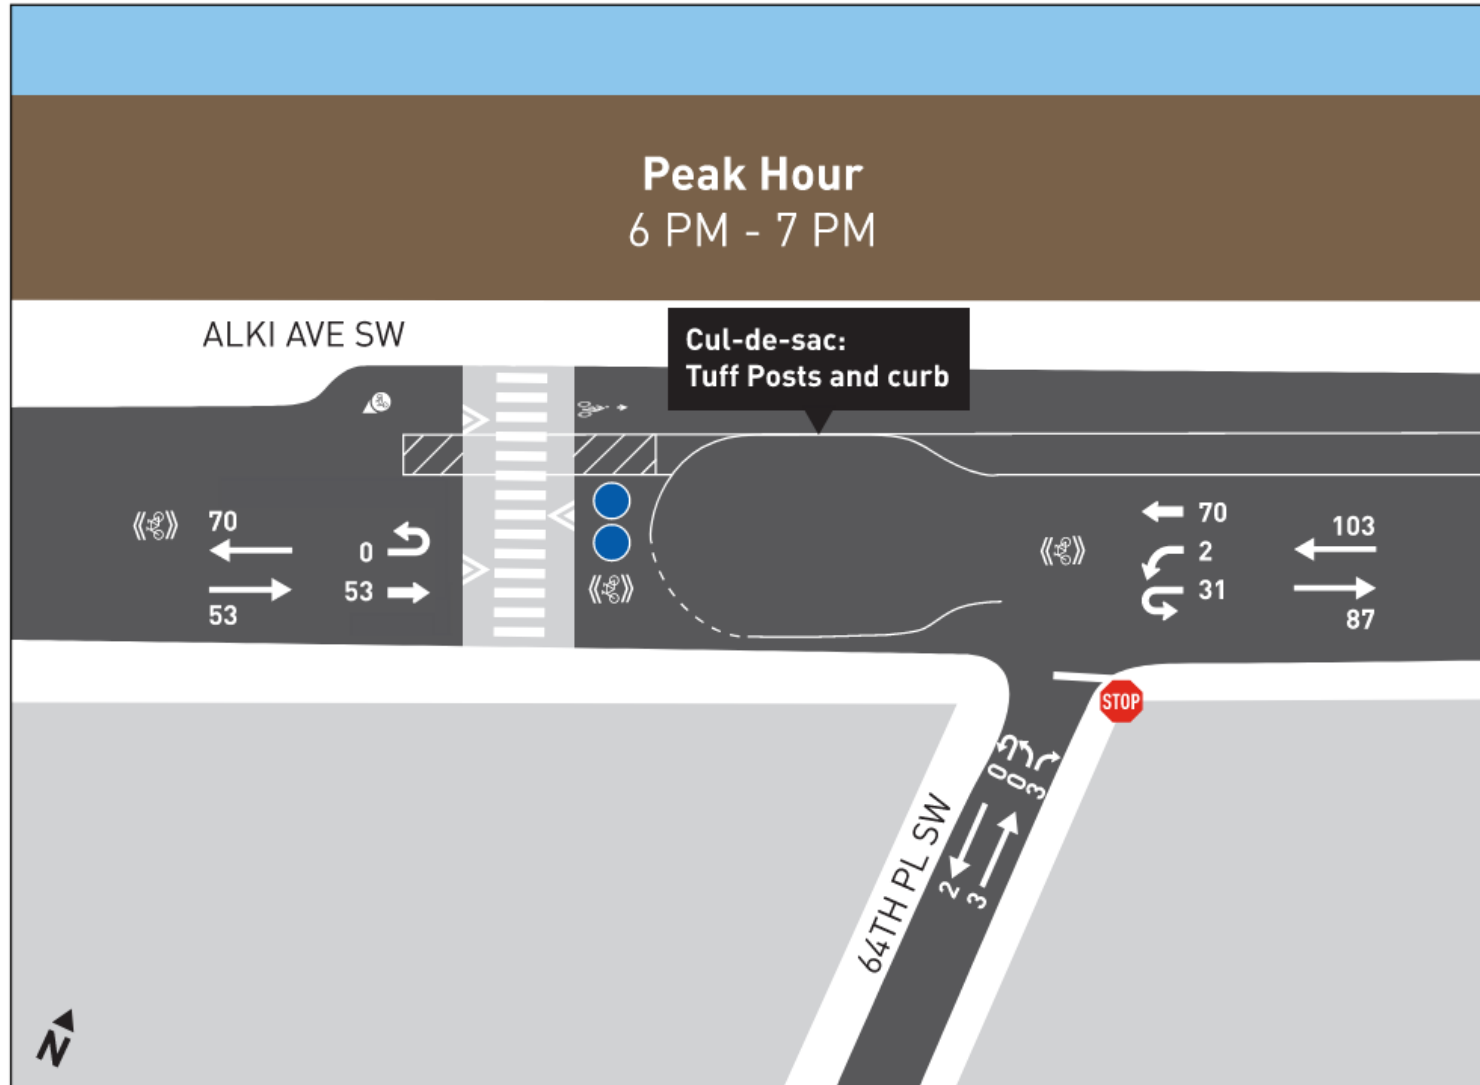 Peak Hour
6 PM - 7 PM
ALKI AVE SW
Cul-de-sac:
Tuff Posts and curb
70
0
53
53
70
2
31
103
87
STOP
0
0
3
64TH PL SW
2
3
N